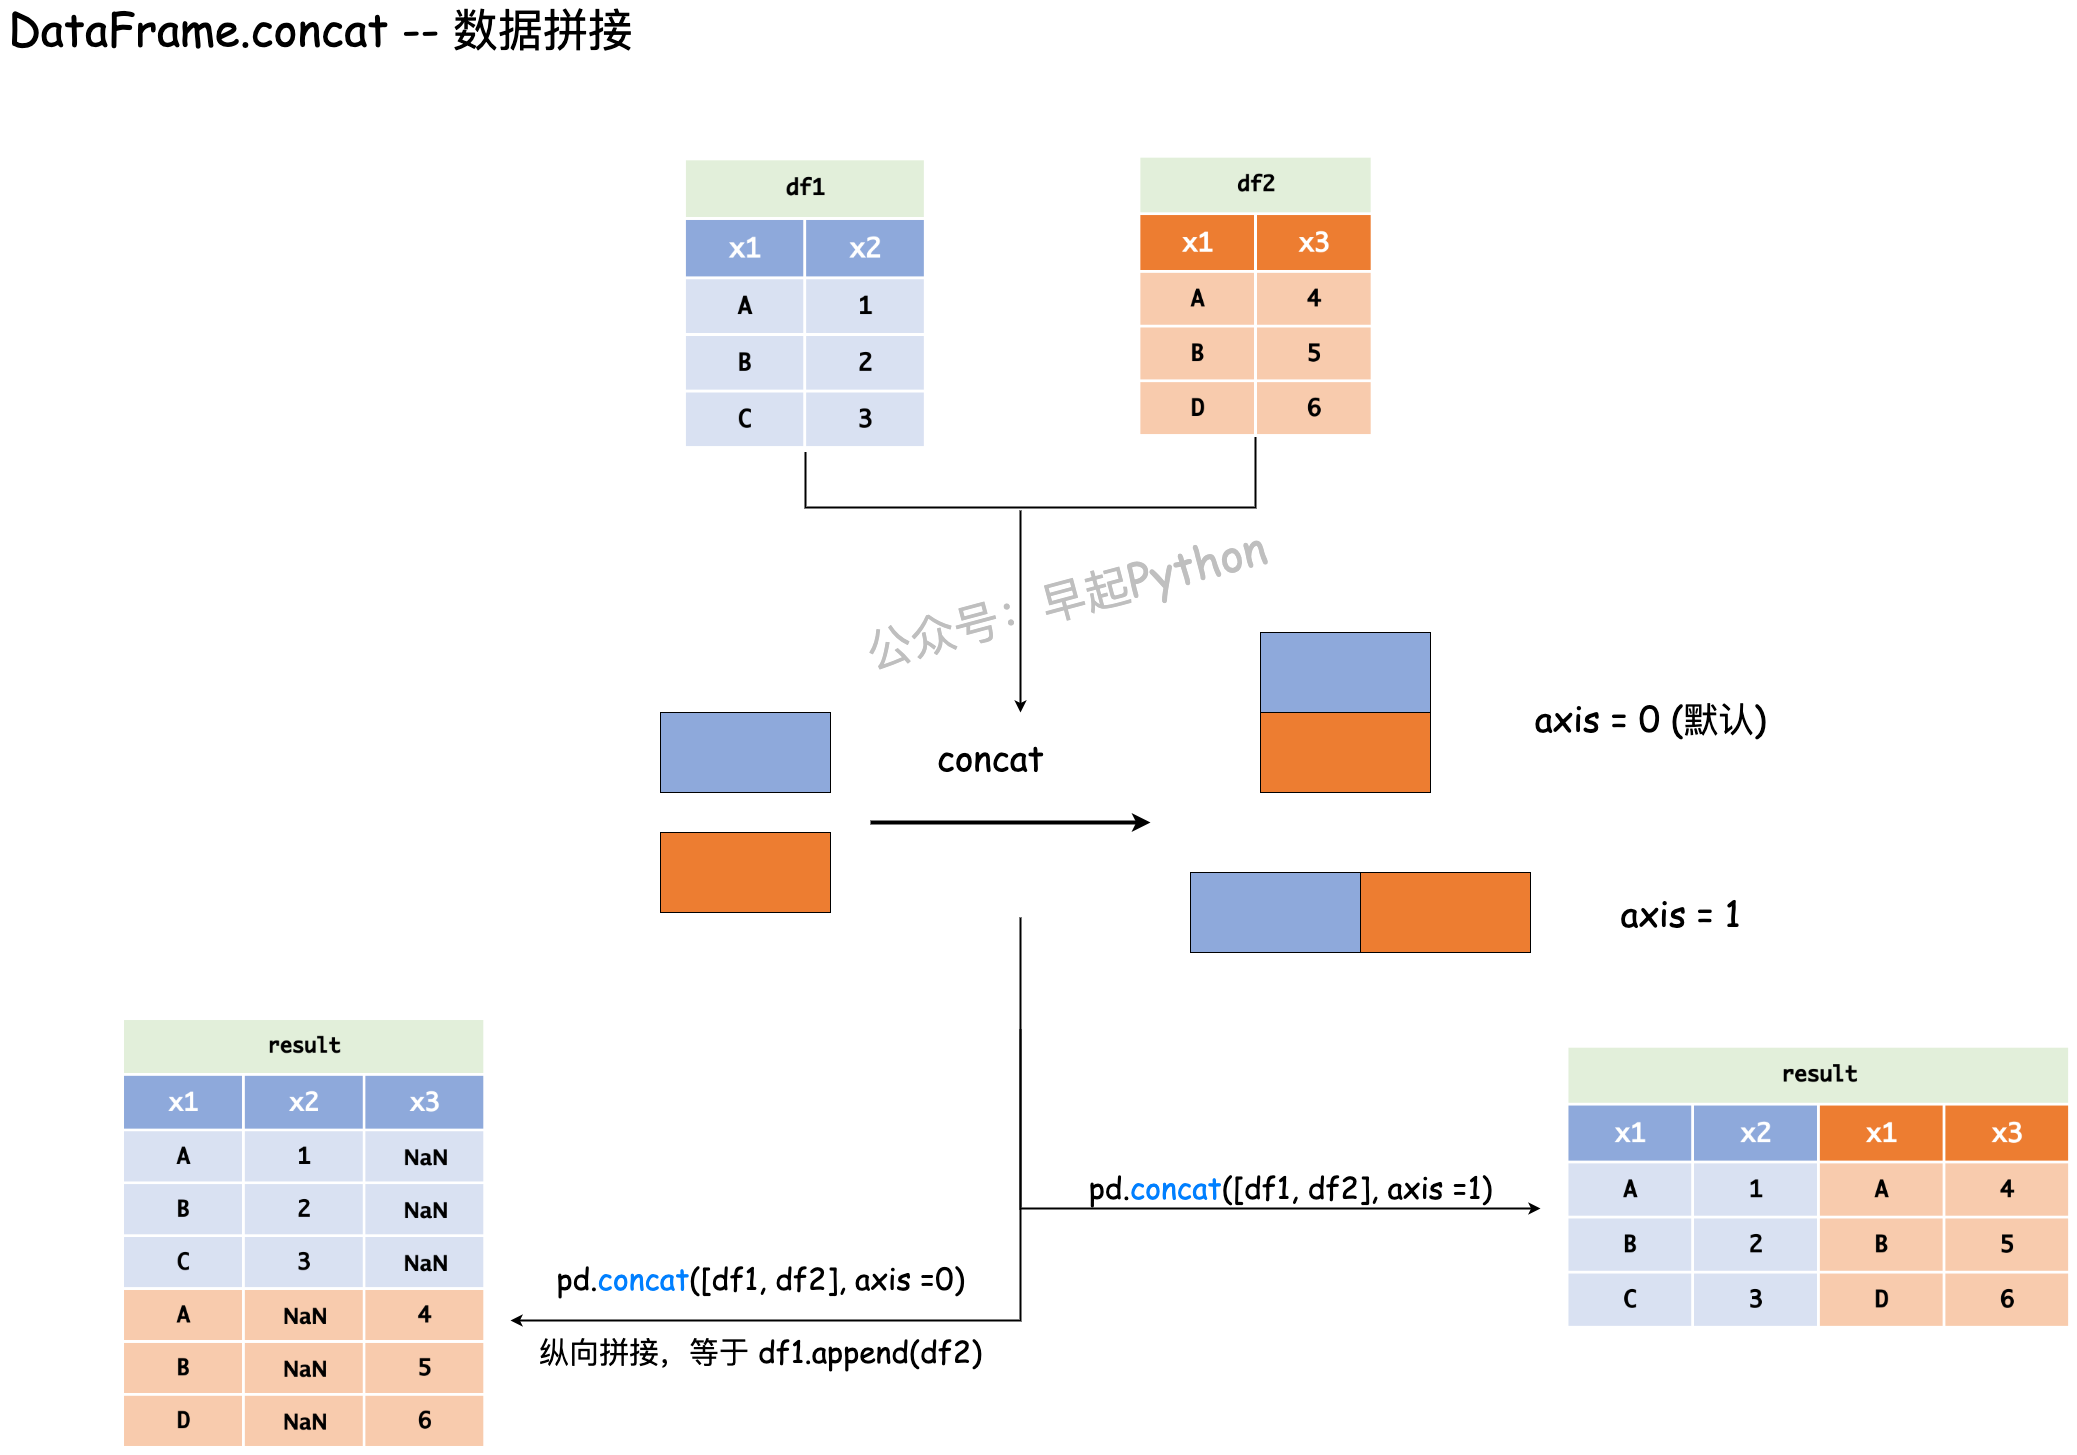 DataFrame.concat -- 数据拼接
df1
x1 x2
A 1
B 2
C 3
df2
x1 x3
A 4
B 5
D 6
公众号：早起Python
concat
axis = 0 (默认)
axis = 1
result
x1 x2 x3
A 1 NaN
B 2 NaN
C 3 NaN
A NaN 4
B NaN 5
D NaN 6
pd.concat([df1, df2], axis =0)
纵向拼接，等于 df1.append(df2)
pd.concat([df1, df2], axis =1)
result
x1 x2 x1 x3
A 1 A 4
B 2 B 5
C 3 D 6